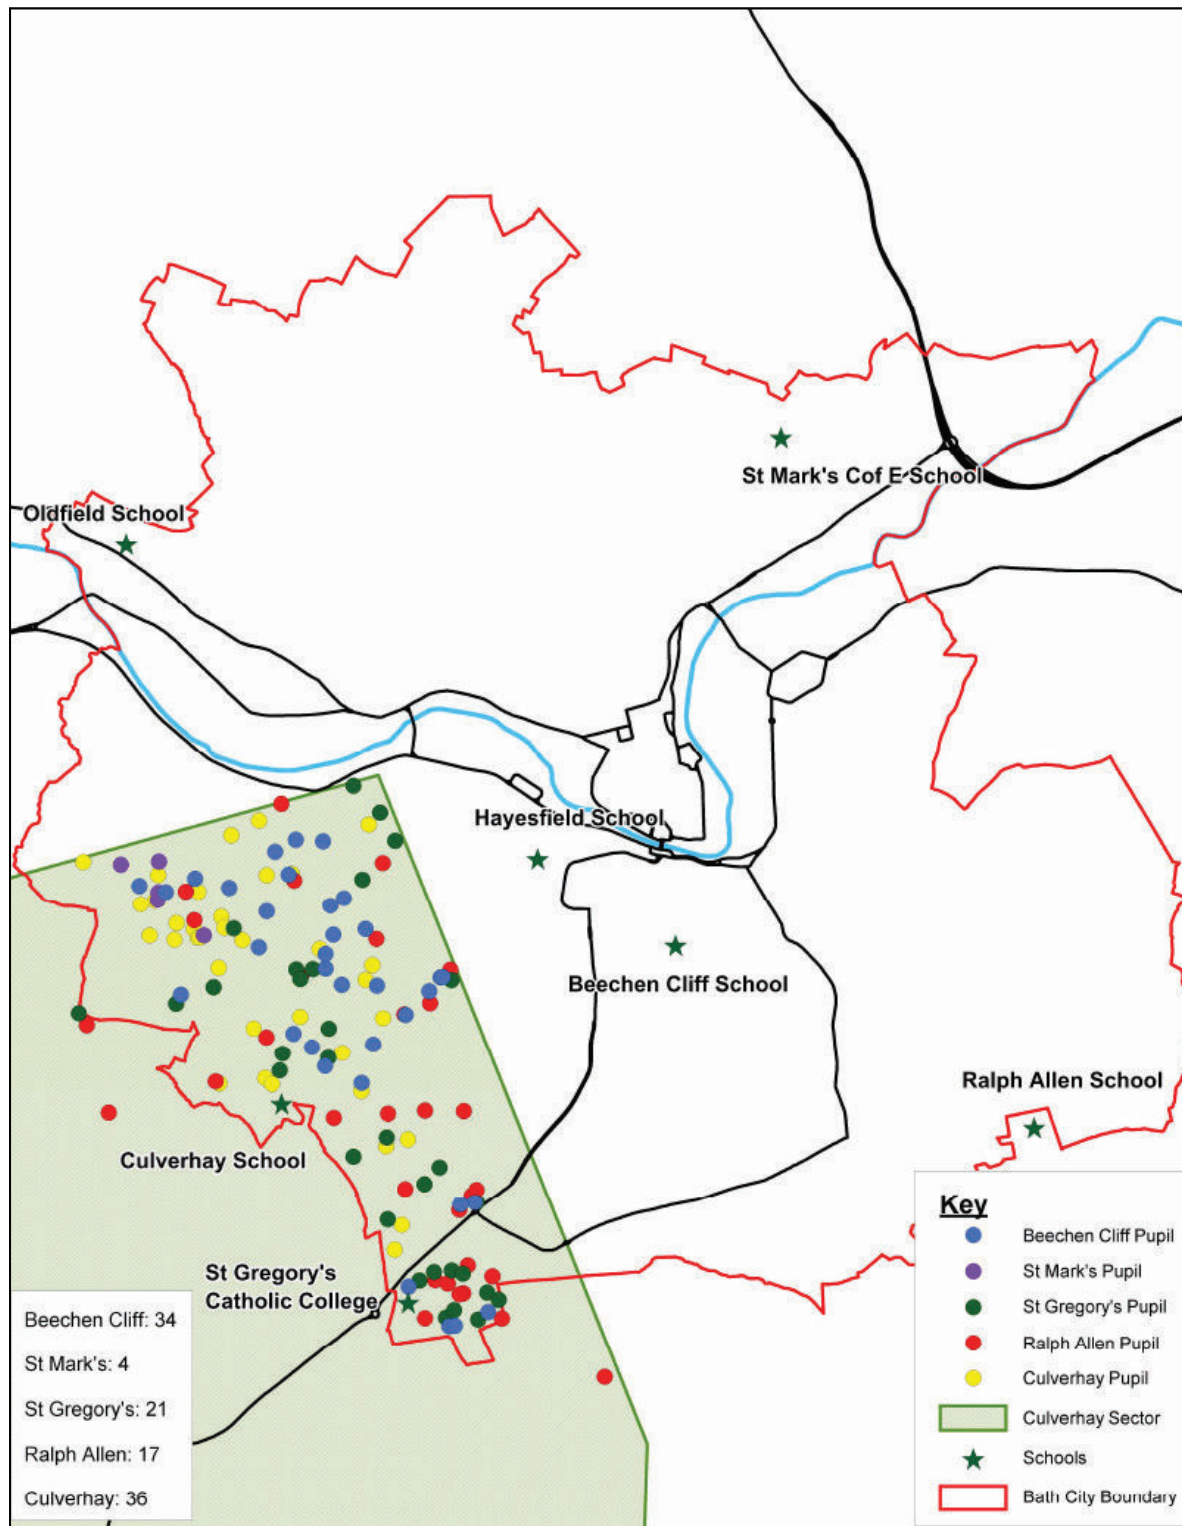 St Mark's Cof E School
Oldfield School
Hayesfield School
Beechen Cliff School
Ralph Allen School
Culverhay School
St Gregory's
Catholic College
Beechen Cliff: 34
St Mark's: 4
St Gregory's: 21
Ralph Allen: 17
Culverhay: 36
Key
Beechen Cliff Pupil
St Mark's Pupil
St Gregory's Pupil
Ralph Allen Pupil
Culverhay Pupil
Culverhay Sector
Schools
Bath City Boundary